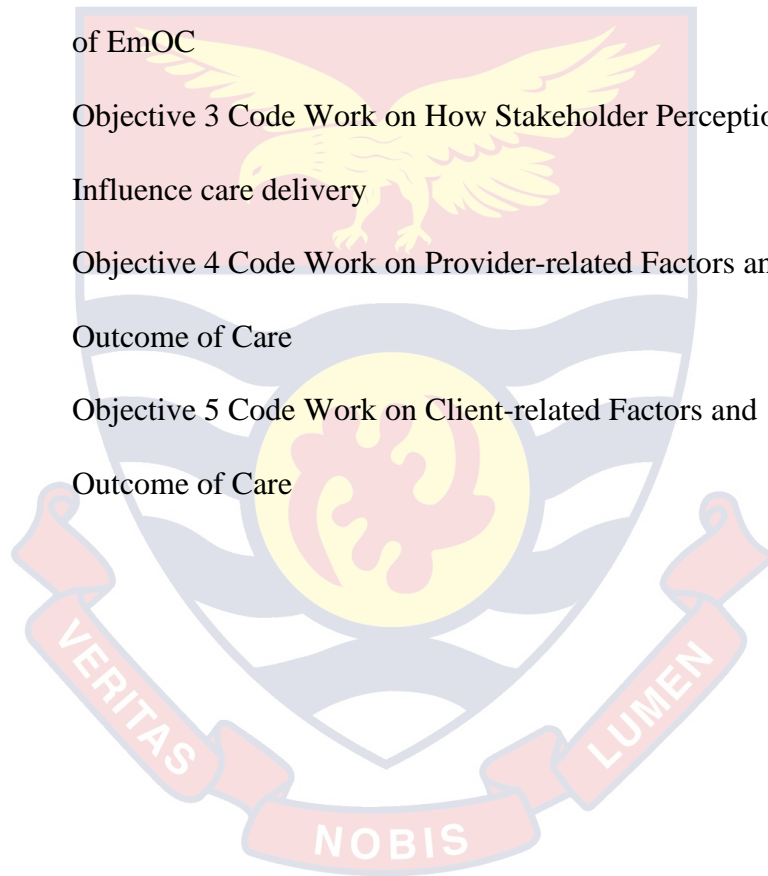 of EmOC
Objective 3 Code Work on How Stakeholder Perceptio
Influence care delivery
Objective 4 Code Work on Provider-related Factors an
Outcome of Care
Objective 5 Code Work on Client-related Factors and
Outcome of Care
VERITAS
NOBIS
LUMEN